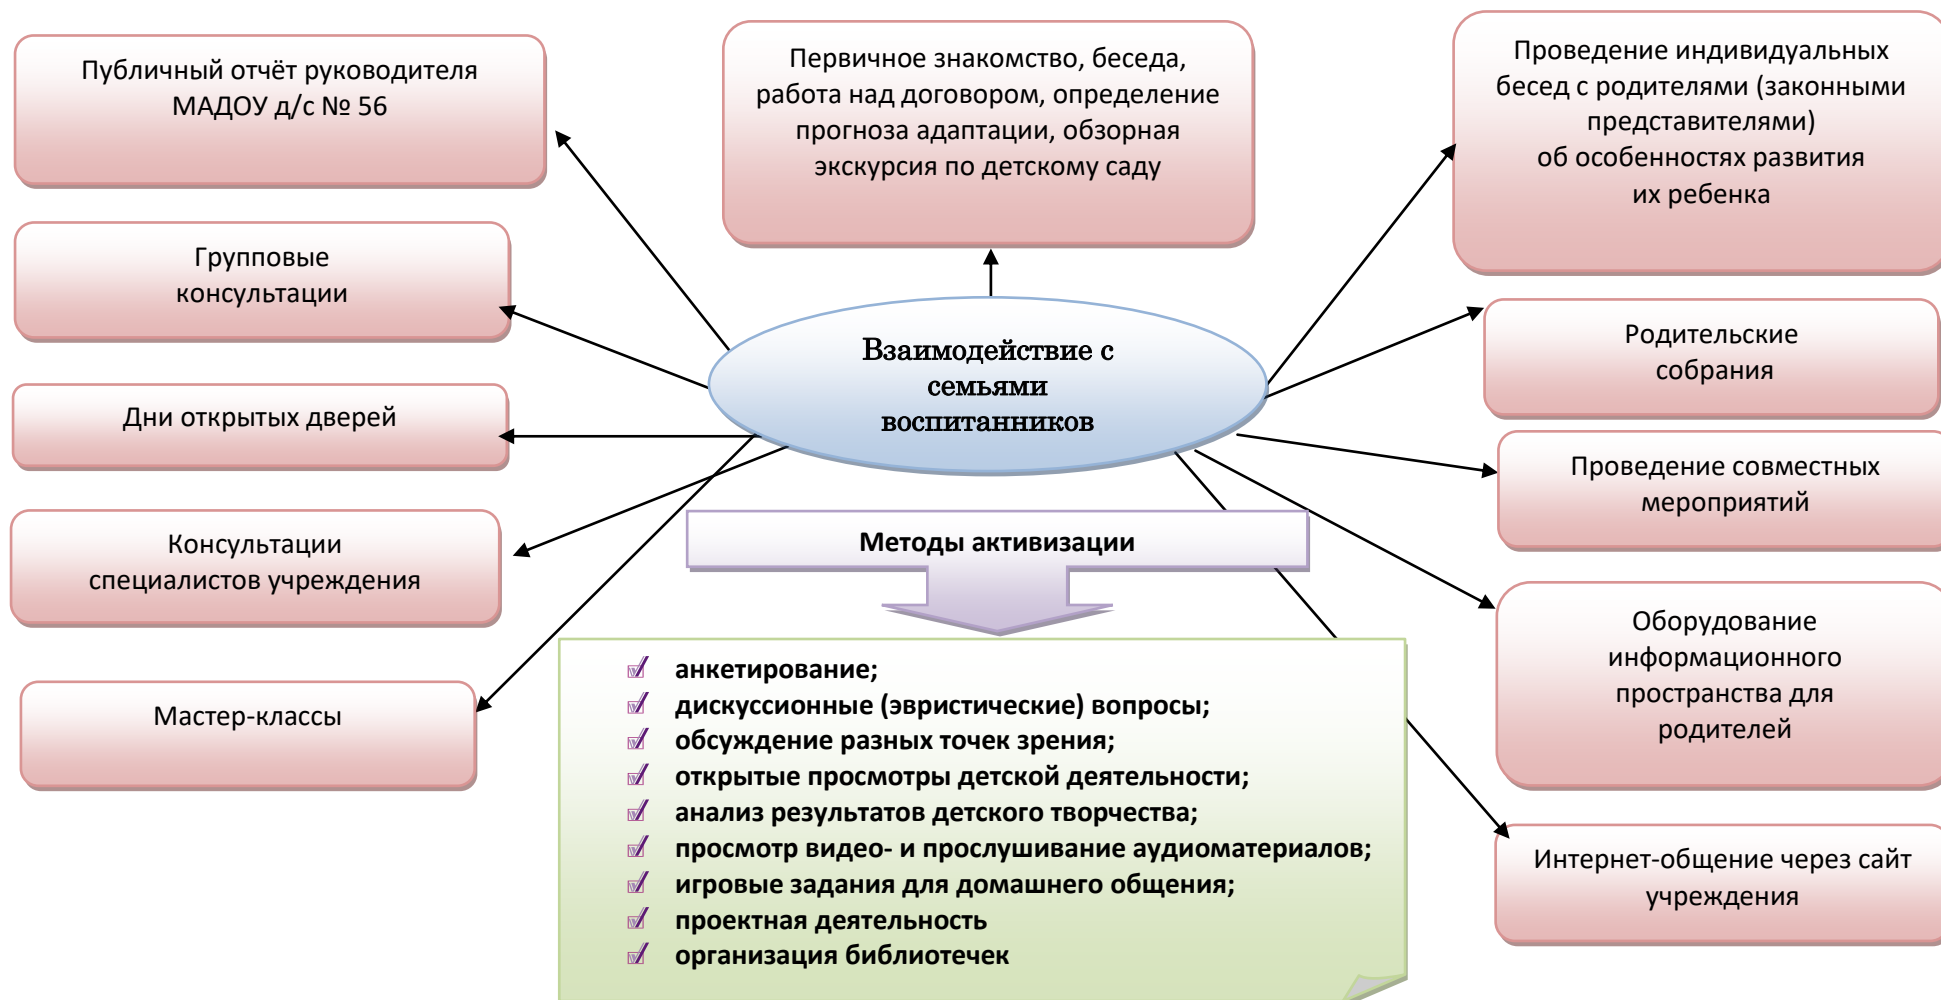 Публичный отчёт руководителя
МАДОУ д/с № 56
Групповые
консультации
Дни открытых дверей
Консультации
специалистов учреждения
Мастер-классы
Первичное знакомство, беседа,
работа над договором, определение
прогноза адаптации, обзорная
экскурсия по детскому саду
Взаимодействие с
семьями
воспитанников
Методы активизации
анкетирование;
дискуссионные (эвристические) вопросы;
обсуждение разных точек зрения;
открытые просмотры детской деятельности;
анализ результатов детского творчества;
просмотр видео- и прослушивание аудиоматериалов;
игровые задания для домашнего общения;
проектная деятельность
организация библиотечек
Проведение индивидуальных
бесед с родителями (законными
представителями)
об особенностях развития
их ребенка
Родительские
собрания
Проведение совместных
мероприятий
Оборудование
информационного
пространства для
родителей
Интернет-общение через сайт
учреждения